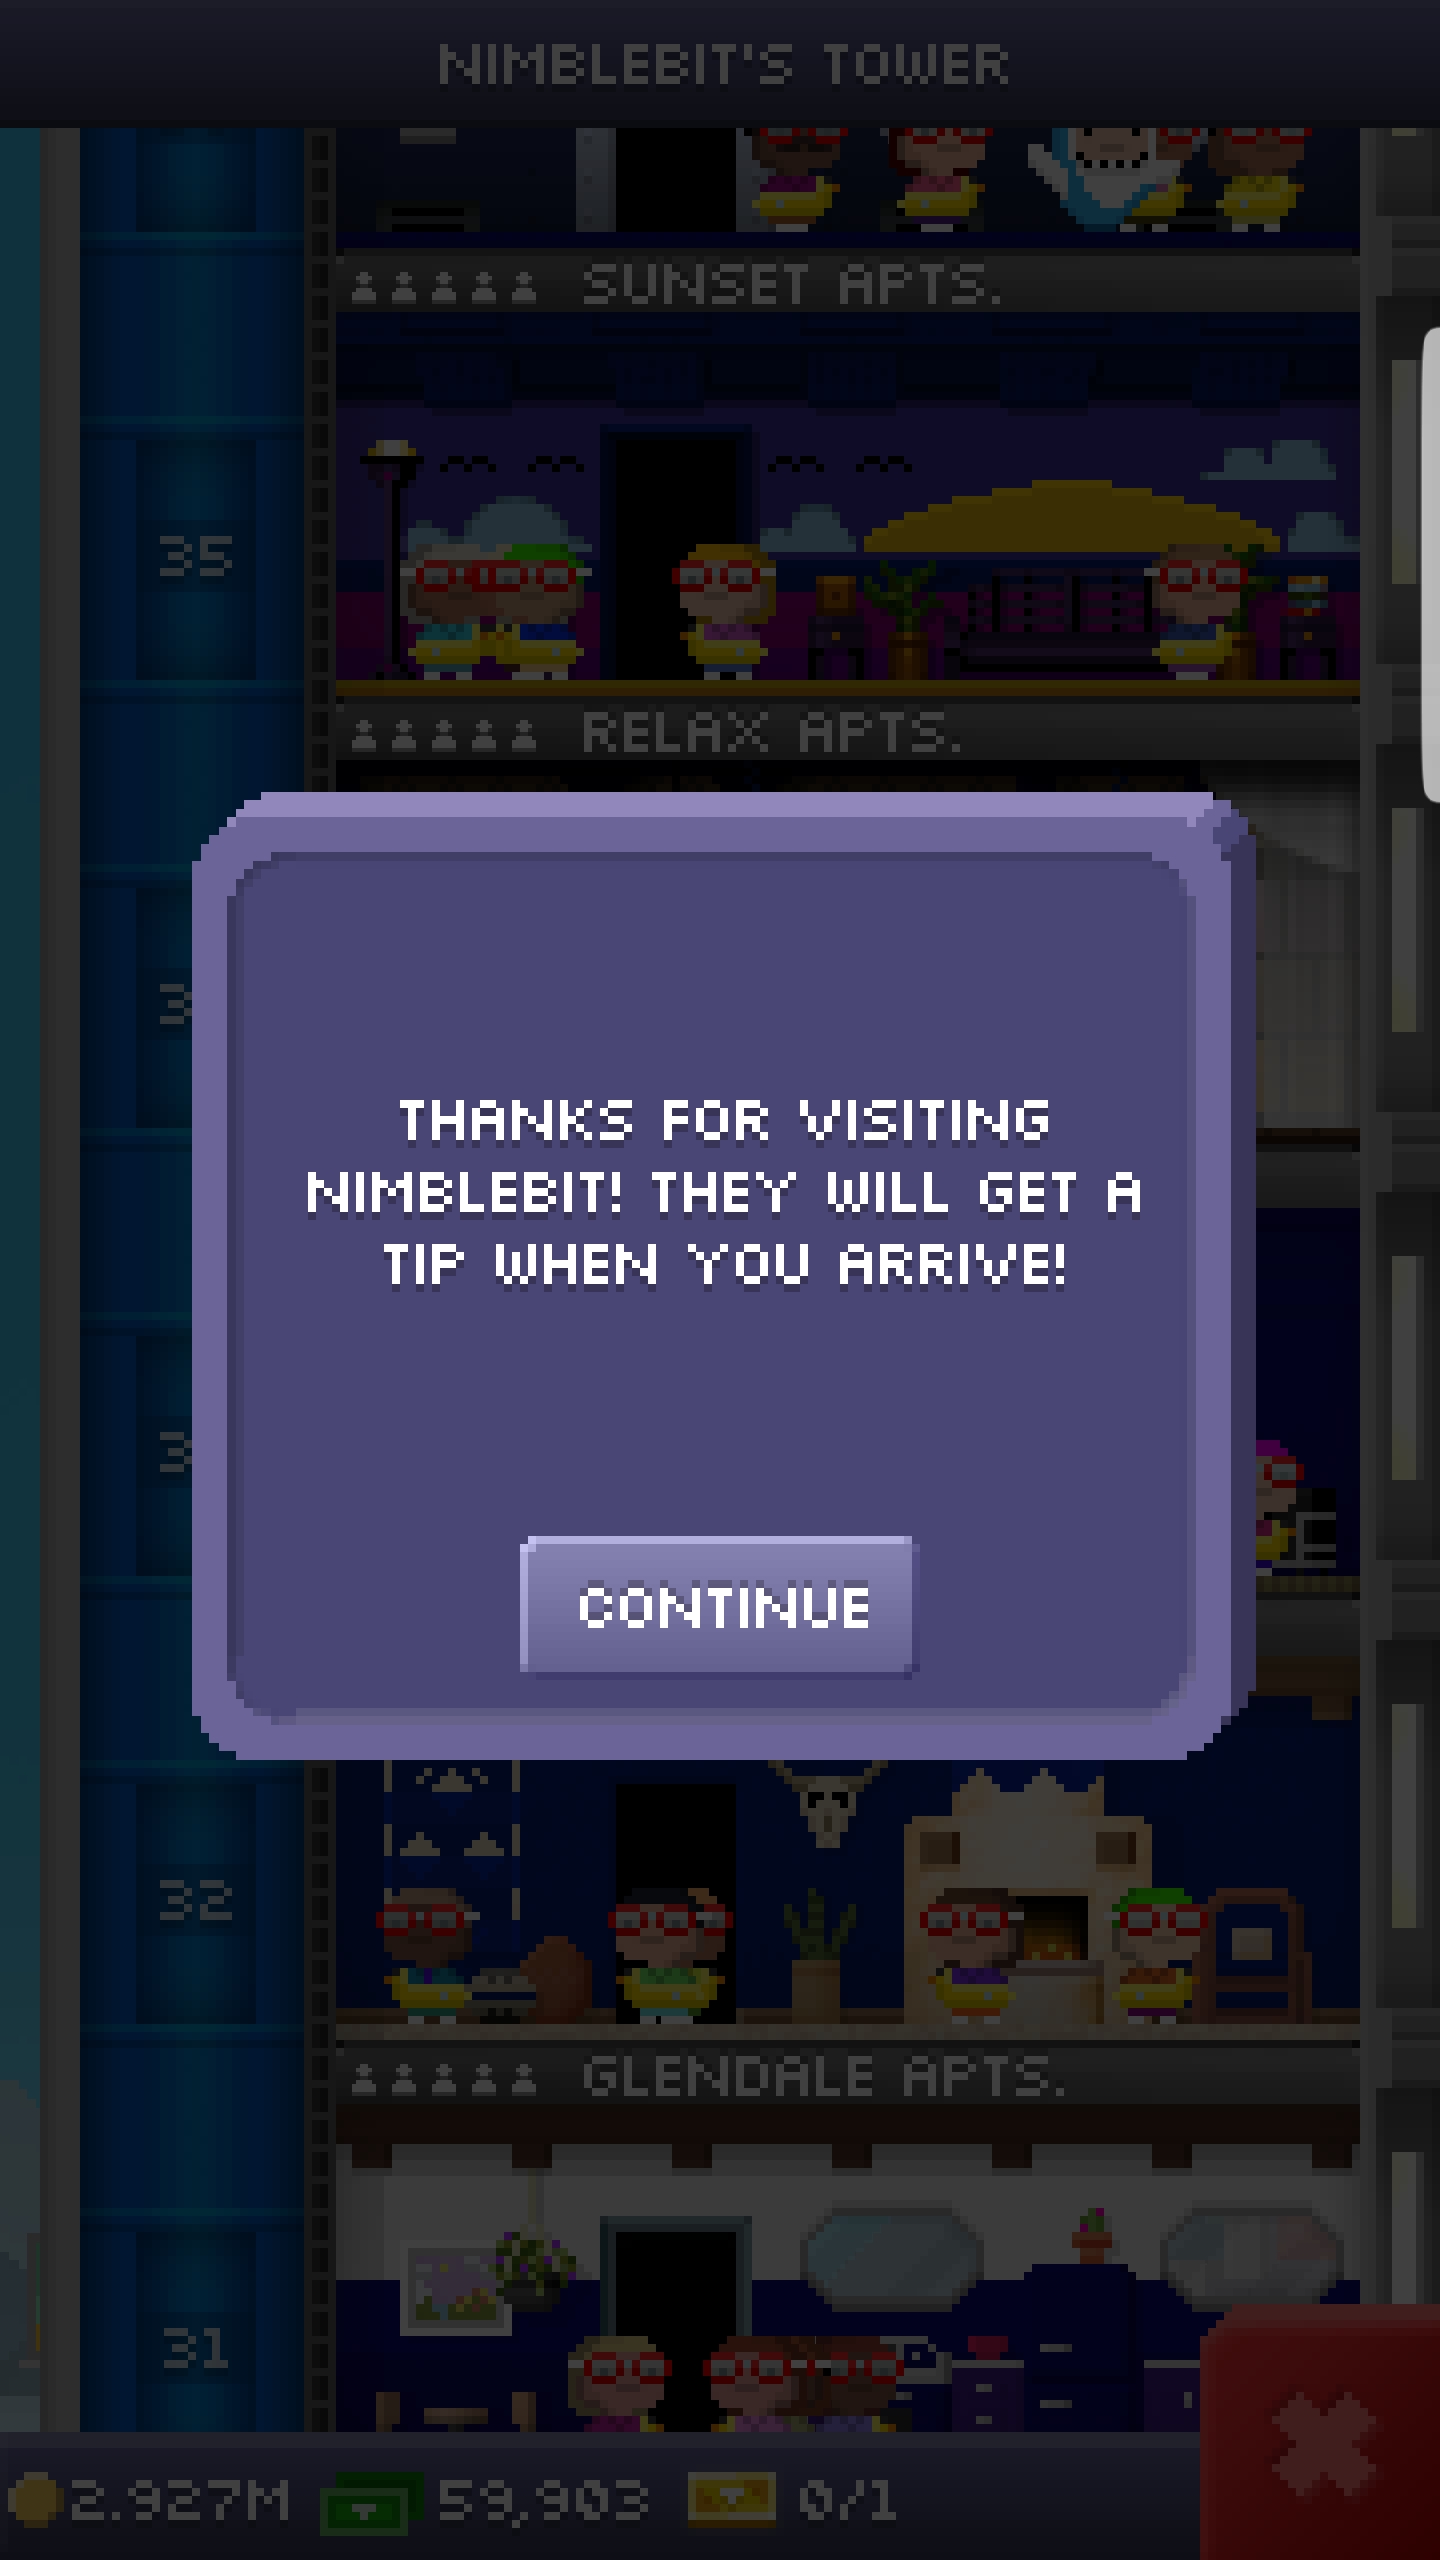 NIMBLEBIT'S TOWER
SUNSET APTS.
35
RELAX APTS.
THANKS FOR VISITING
NIMBLEBIT! THEY WILL GET A
TIP WHEN YOU ARRIVE!
CONTINUE
32
GLENDALE APTS.
31
2.927M 59,903 0/1